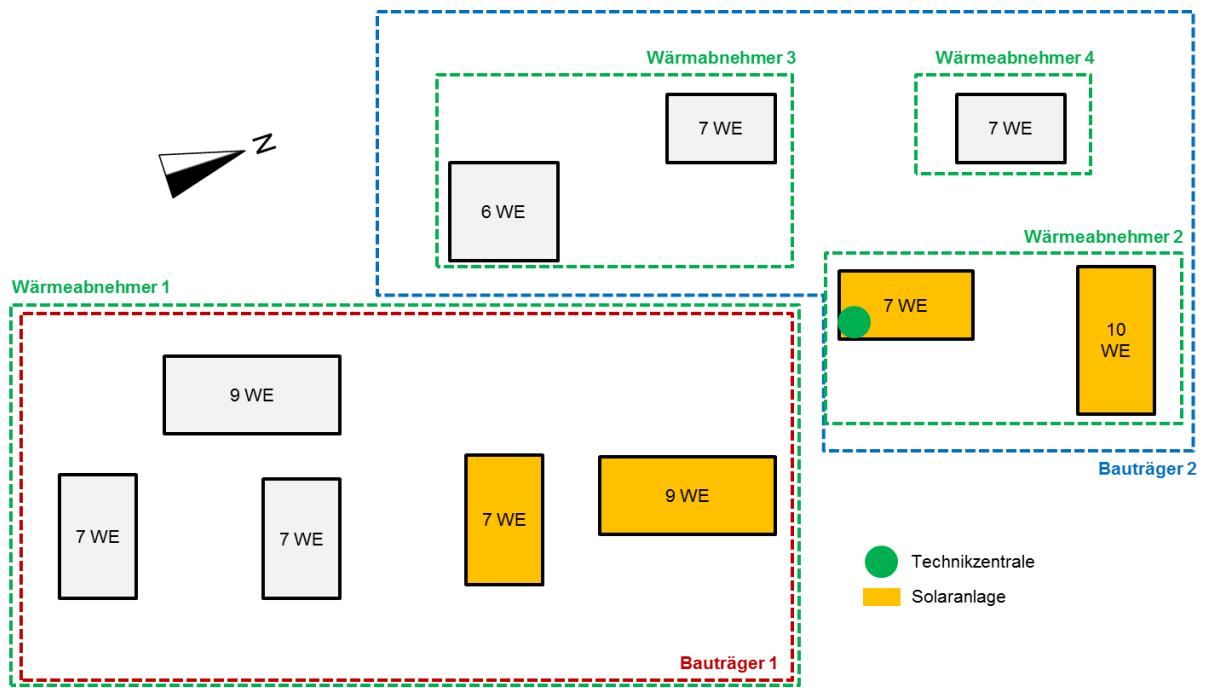 Wärmabnehmer 3
Wärmeabnehmer 4
7 WE
7 WE
N
6 WE
Wärmeabnehmer 2
Wärmeabnehmer 1
7 WE
10
WE
9 WE
Bauträger 2
9 WE
7 WE
7 WE
7 WE
Technikzentrale
Solaranlage
Bauträger 1